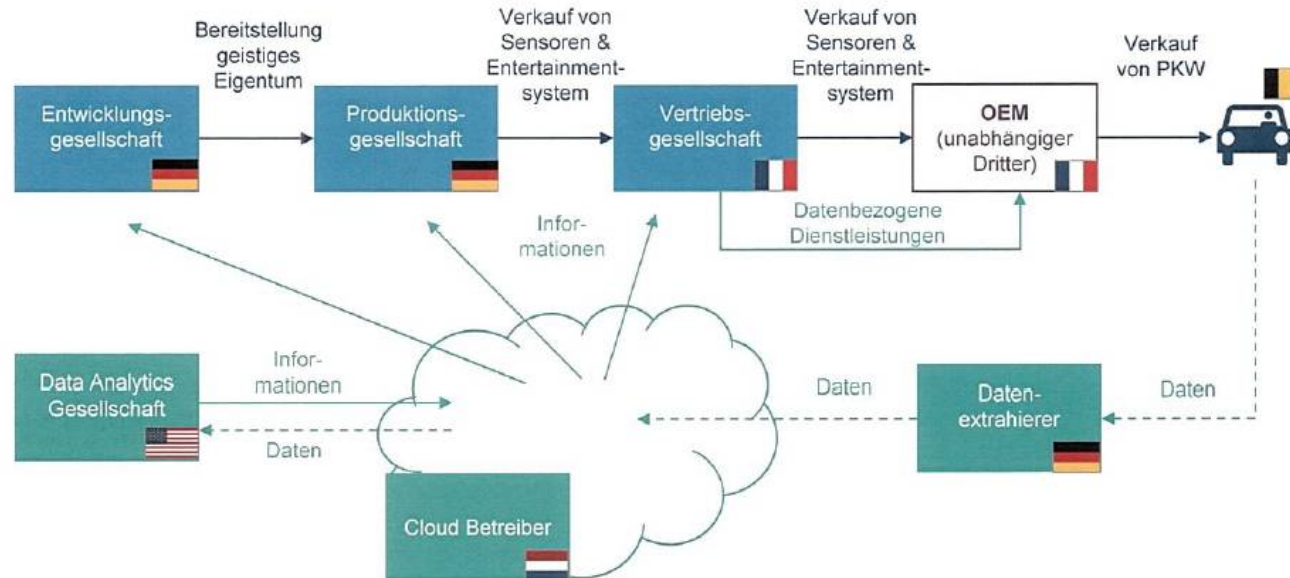 Bereitstellung
geistiges
Eigentum
Verkauf von
Sensoren &
Entertainment-
system
Verkauf von
Sensoren &
Entertainment-
system
Verkauf
von PKW
Entwicklungs-
gesellschaft
Produktions-
gesellschaft
Vertriebs-
gesellschaft
OEM
(unabhängiger
Dritter)
Infor-
mationen
Datenbezogene
Dienstleistungen
Data Analytics
Gesellschaft
Infor-
mationen
Daten
Daten
Daten-
extrahierer
Daten
Cloud Betreiber